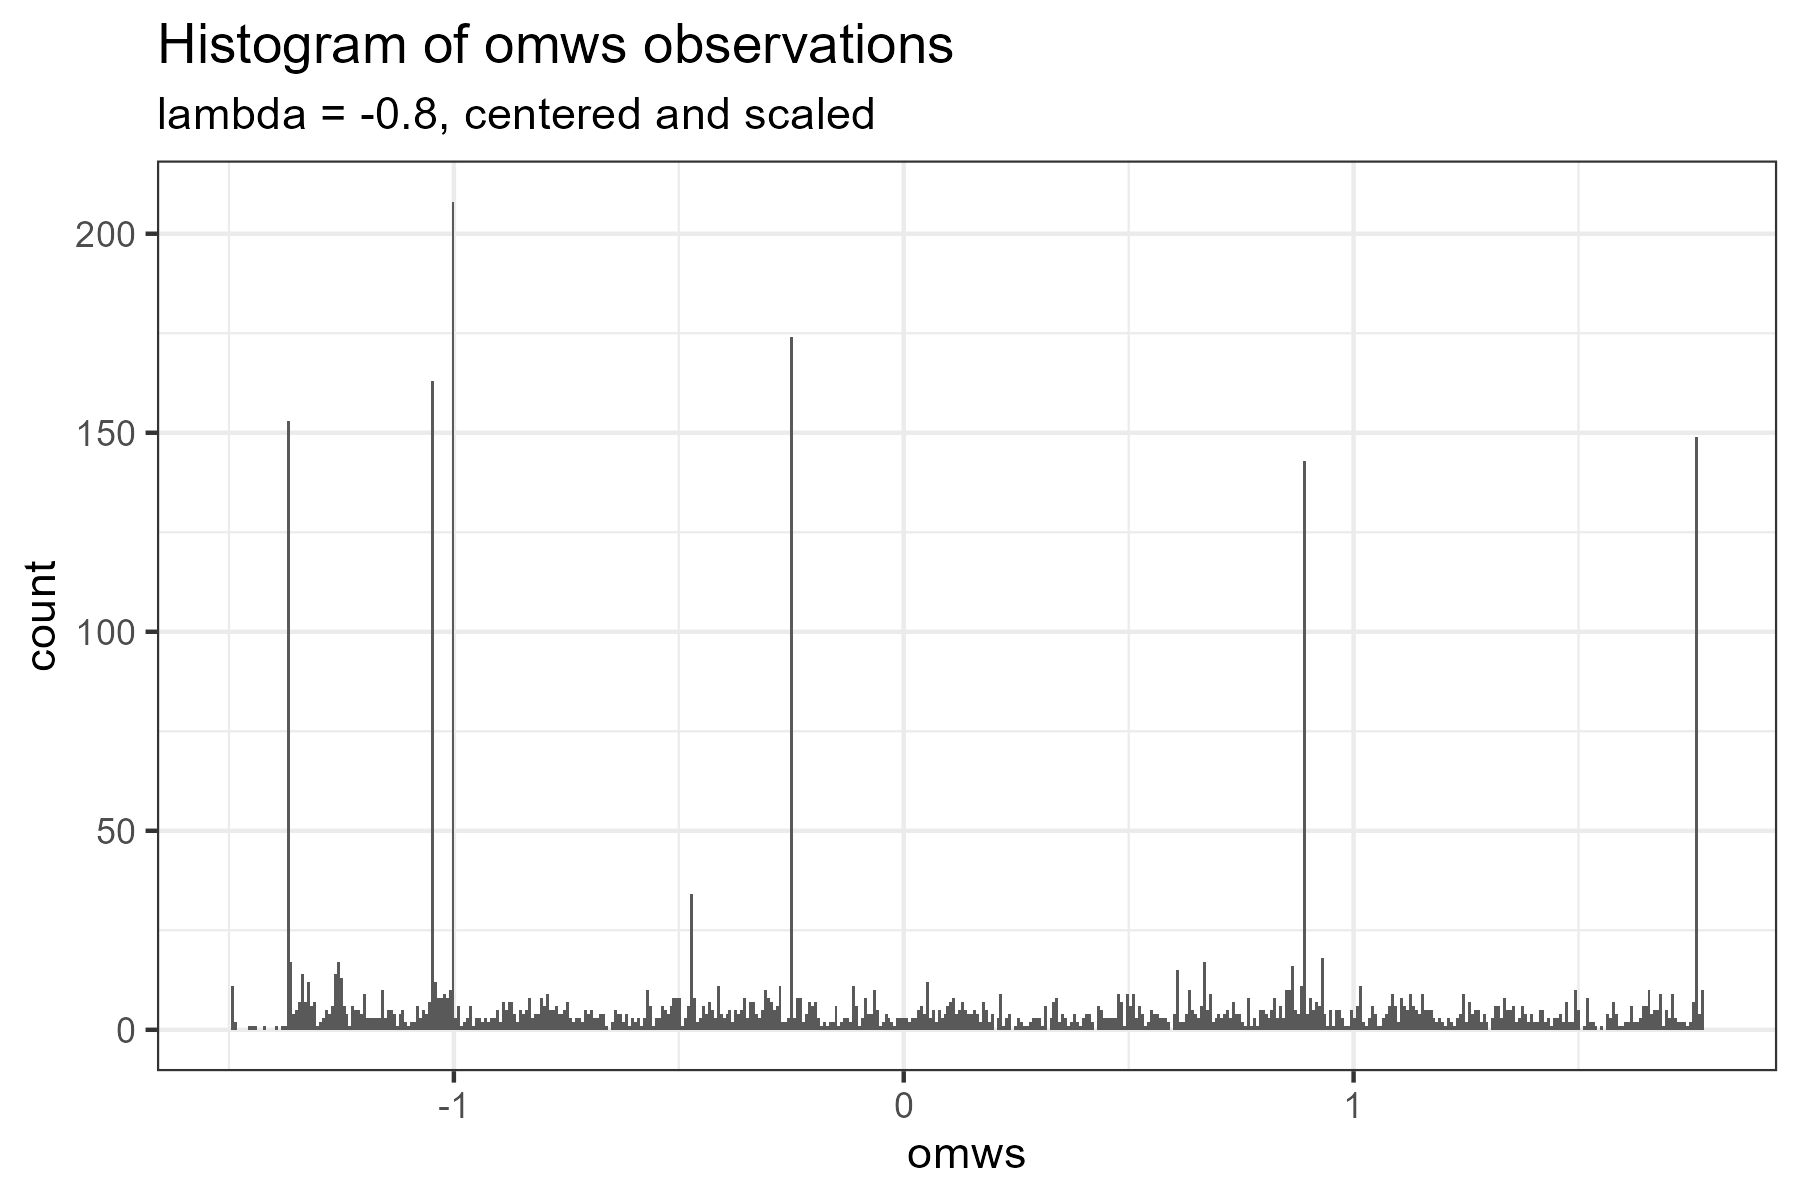 Histogram of omws observations
lambda = -0.8, centered and scaled
200
150
100
50
0
count
-1
0
1
omws